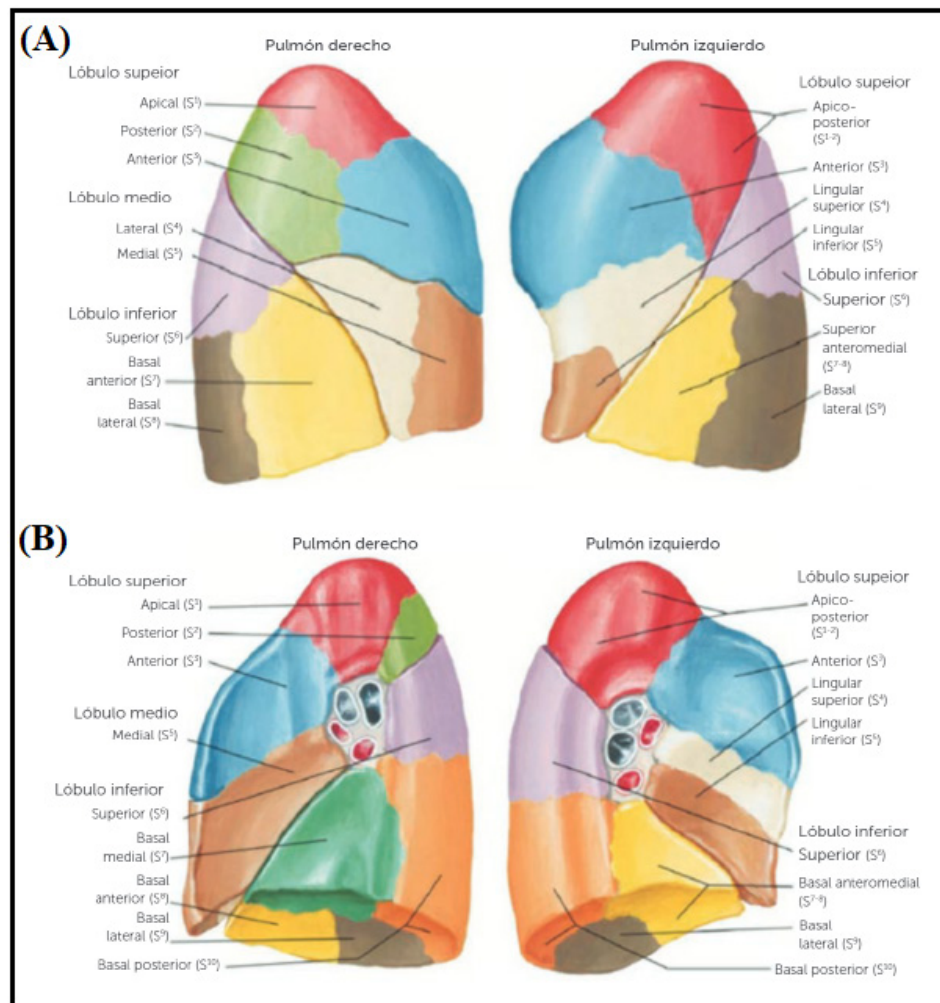 (A)
Pulmón derecho
Lóbulo supeior
Apical (S¹)
Posterior (S²)
Anterior (S³)
Lóbulo medio
Lateral (S⁴)
Medial (S⁵)
Lóbulo inferior
Superior (S⁶)
Basal
anterior (S⁷)
Basal
lateral (S⁸)
Pulmón izquierdo
Lóbulo supeior
Apico-
posterior
(S¹⁻²)
Anterior (S³)
Lingular
superior (S⁴)
Lingular
inferior (S⁵)
Lóbulo inferior
Superior (S⁶)
Superior
anteromedial
(S⁷⁻⁸)
Basal
lateral (S⁹)
(B)
Pulmón derecho
Lóbulo superior
Apical (S¹)
Posterior (S²)
Anterior (S³)
Lóbulo medio
Medial (S⁵)
Lóbulo inferior
Superior (S⁶)
Basal
medial (S⁷)
Basal
anterior (S⁸)
Basal
lateral (S⁹)
Basal posterior (S¹⁰)
Pulmón izquierdo
Lóbulo supeior
Apico-
posterior
(S¹⁻²)
Anterior (S³)
Lingular
superior (S⁴)
Lingular
inferior (S⁵)
Lóbulo inferior
Superior (S⁶)
Basal anteromedial
(S⁷⁻⁸)
Basal
lateral (S⁹)
Basal posterior (S¹⁰)